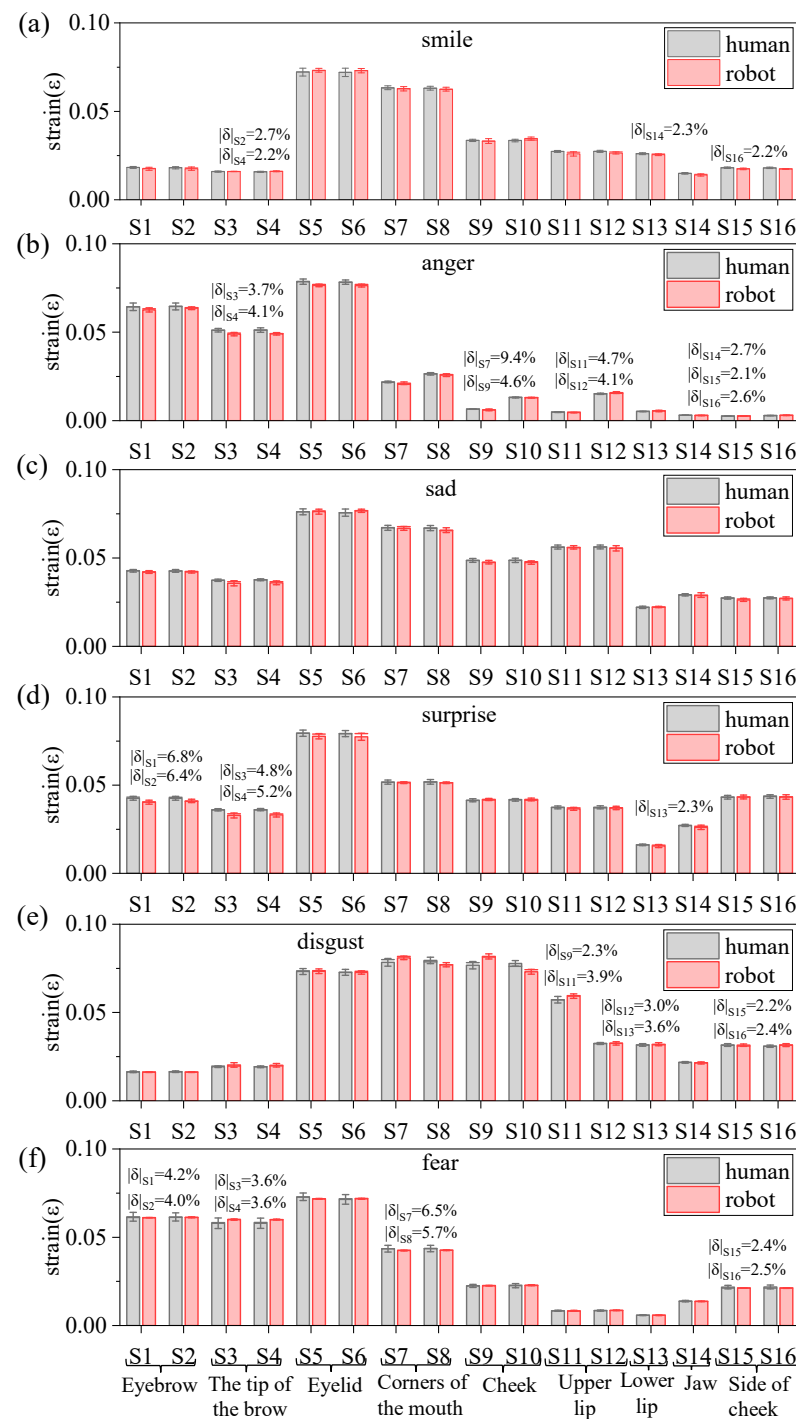 (a)
0.10
smile
human
robot
|δ|S2=2.7%
|δ|S4=2.2%
|δ|S14=2.3%
|δ|S16=2.2%
strain(ε)
0.05
0.00
S1 S2 S3 S4 S5 S6 S7 S8 S9 S10 S11 S12 S13 S14 S15 S16
(b)
0.10
anger
human
robot
|δ|S3=3.7%
|δ|S4=4.1%
|δ|S7=9.4%
|δ|S9=4.6%
|δ|S11=4.7%
|δ|S12=4.1%
|δ|S14=2.7%
|δ|S15=2.1%
|δ|S16=2.6%
strain(ε)
0.05
0.00
S1 S2 S3 S4 S5 S6 S7 S8 S9 S10 S11 S12 S13 S14 S15 S16
(c)
0.10
sad
human
robot
strain(ε)
0.05
0.00
S1 S2 S3 S4 S5 S6 S7 S8 S9 S10 S11 S12 S13 S14 S15 S16
(d)
0.10
surprise
human
robot
|δ|S1=6.8%
|δ|S2=6.4%
|δ|S3=4.8%
|δ|S4=5.2%
|δ|S13=2.3%
strain(ε)
0.05
0.00
S1 S2 S3 S4 S5 S6 S7 S8 S9 S10 S11 S12 S13 S14 S15 S16
(e)
0.10
disgust
human
robot
|δ|S9=2.3%
|δ|S11=3.9%
|δ|S12=3.0%
|δ|S13=3.6%
|δ|S15=2.2%
|δ|S16=2.4%
strain(ε)
0.05
0.00
S1 S2 S3 S4 S5 S6 S7 S8 S9 S10 S11 S12 S13 S14 S15 S16
(f)
0.10
fear
human
robot
|δ|S1=4.2%
|δ|S2=4.0%
|δ|S3=3.6%
|δ|S4=3.6%
|δ|S7=6.5%
|δ|S8=5.7%
|δ|S15=2.4%
|δ|S16=2.5%
strain(ε)
0.05
0.00
S1 S2 S3 S4 S5 S6 S7 S8 S9 S10 S11 S12 S13 S14 S15 S16
Eyebrow
The tip of
the brow
Eyelid
Corners of
the mouth
Cheek
Upper
lip
Lower
lip
Jaw
Side of
cheek